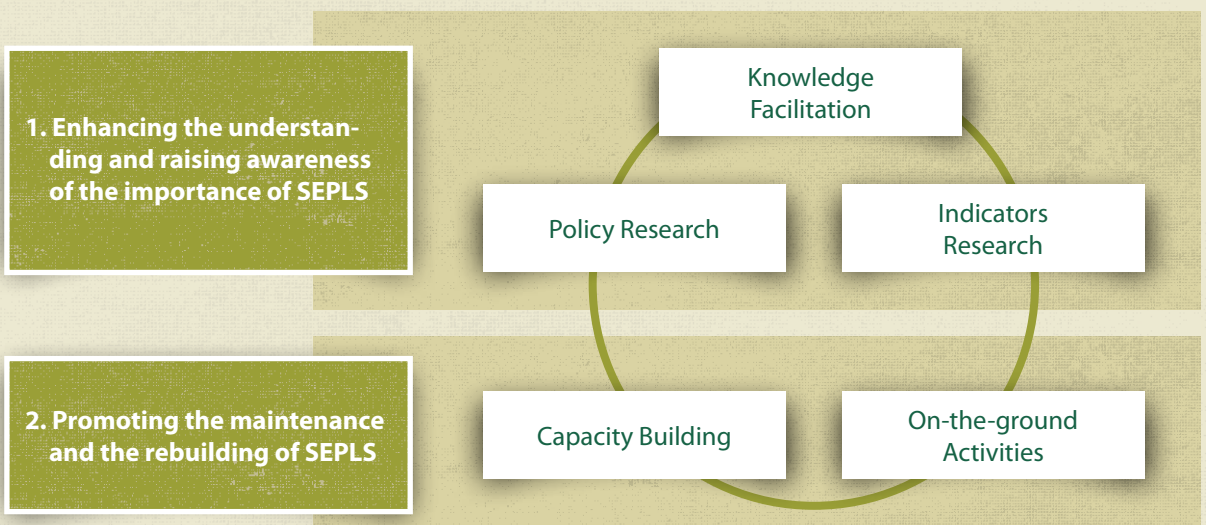 1. Enhancing the understan-
ding and raising awareness
of the importance of SEPLS
Knowledge
Facilitation
Policy Research
Indicators
Research
2. Promoting the maintenance
and the rebuilding of SEPLS
Capacity Building
On-the-ground
Activities